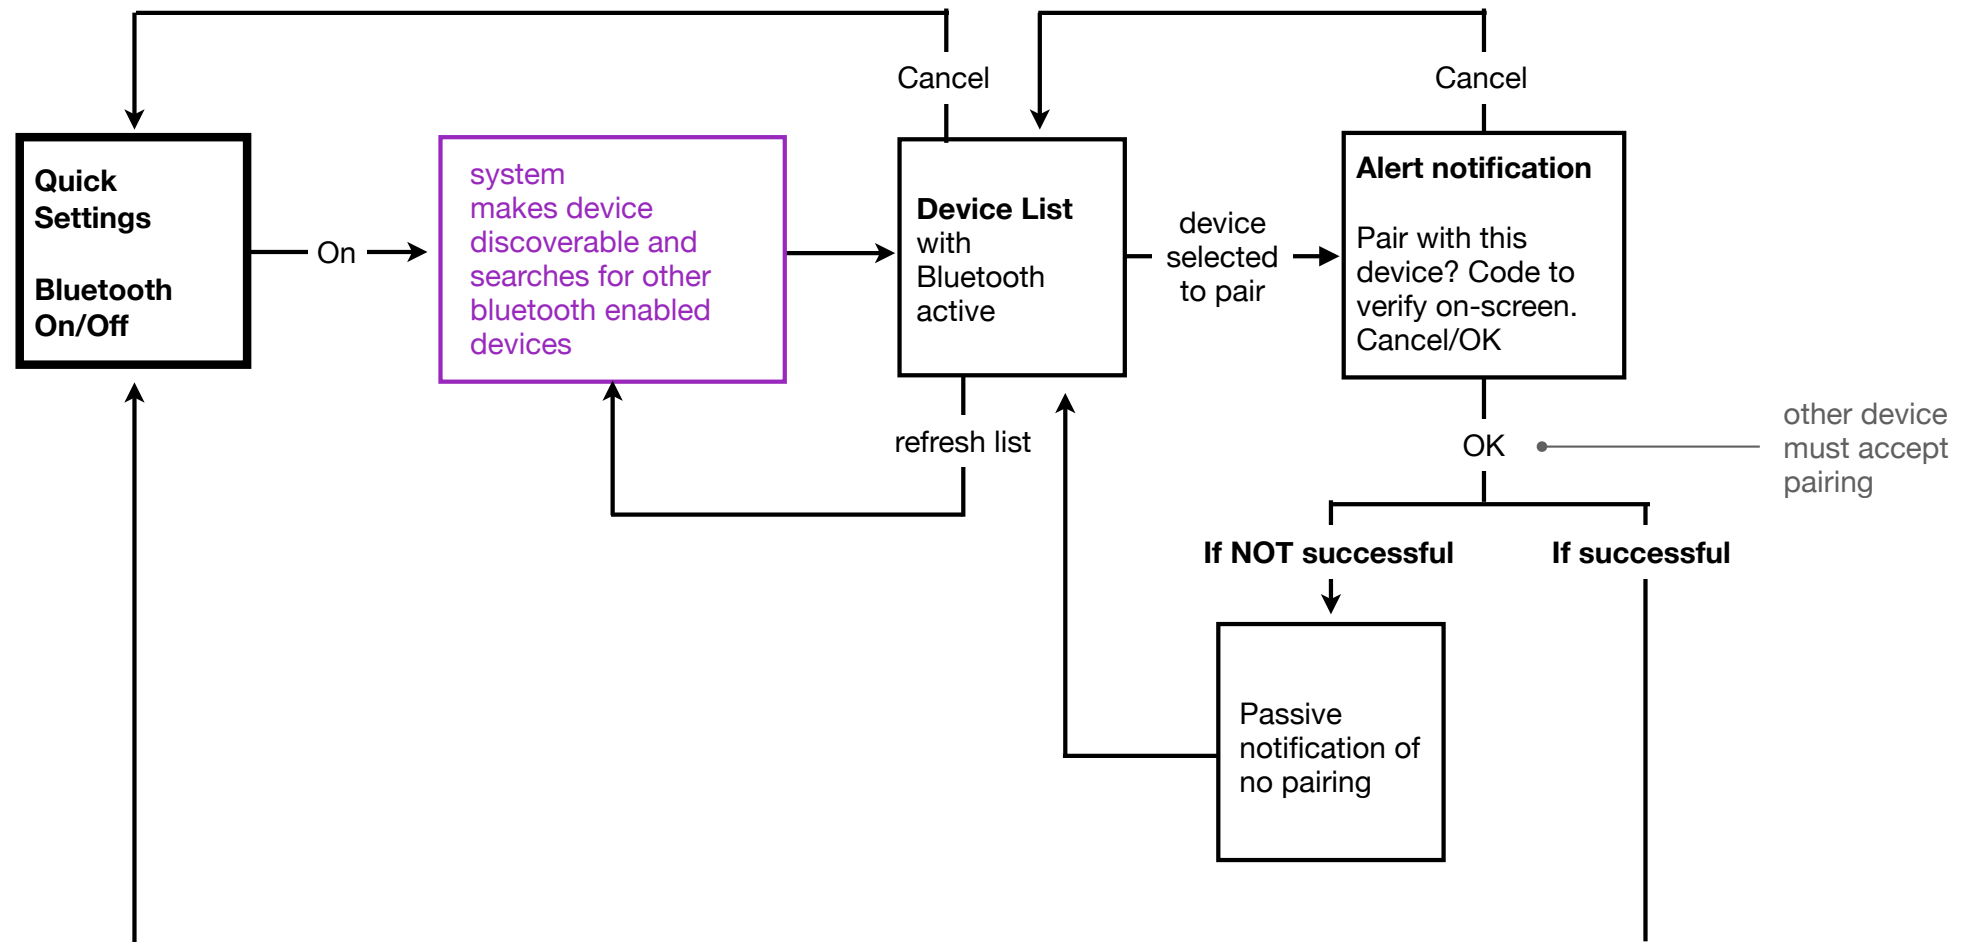 Cancel
Cancel
Quick
Settings
Bluetooth
On/Off
On
system
makes device
discoverable and
searches for other
bluetooth enabled
devices
Device List
with
Bluetooth
active
device
selected
to pair
Alert notification
Pair with this
device? Code to
verify on-screen.
Cancel/OK
refresh list
OK
other device
must accept
pairing
If NOT successful
If successful
Passive
notification of
no pairing